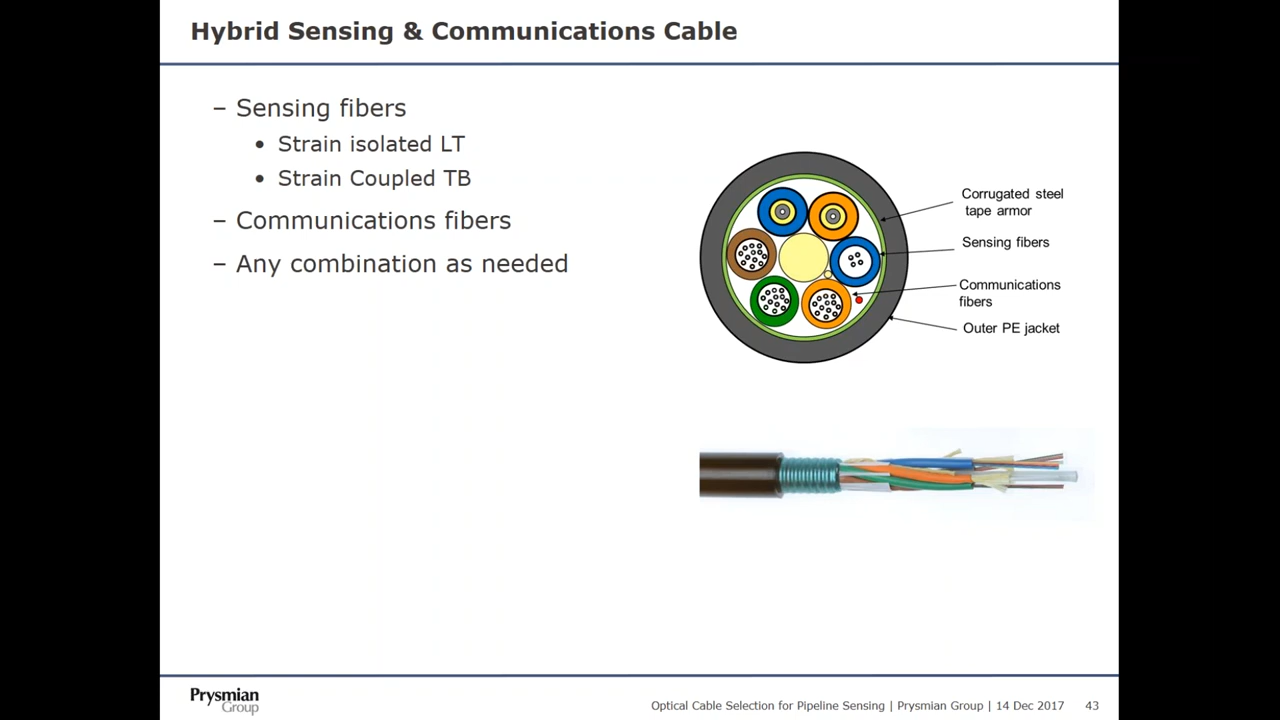 Hybrid Sensing & Communications Cable
– Sensing fibers
• Strain isolated LT
• Strain Coupled TB
– Communications fibers
– Any combination as needed
Corrugated steel
tape armor
Sensing fibers
Communications
fibers
Outer PE jacket
Prysmian
Group
Optical Cable Selection for Pipeline Sensing | Prysmian Group | 14 Dec 2017 43